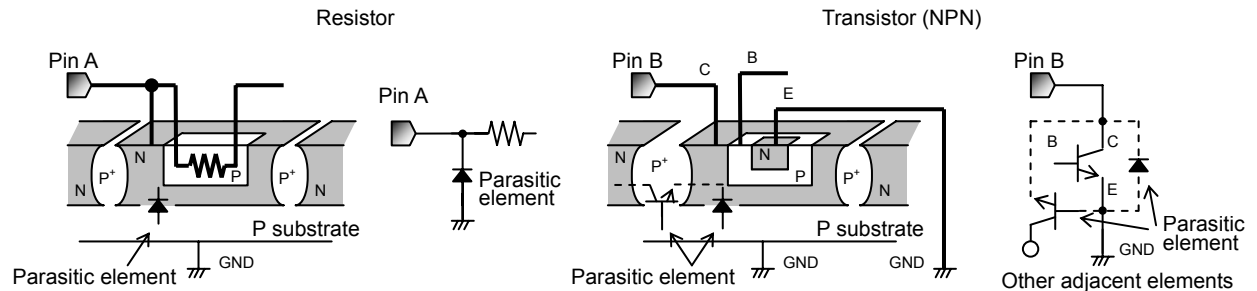 Resistor
Pin A
N
P
N
P+
P+
N
Parasitic element
P substrate
GND
Pin A
Parasitic
element
Transistor (NPN)
Pin B
C
B
E
N
P
N
P+
P+
N
Parasitic element
P substrate
GND
GND
Pin B
B
C
E
GND
Parasitic
element
Other adjacent elements